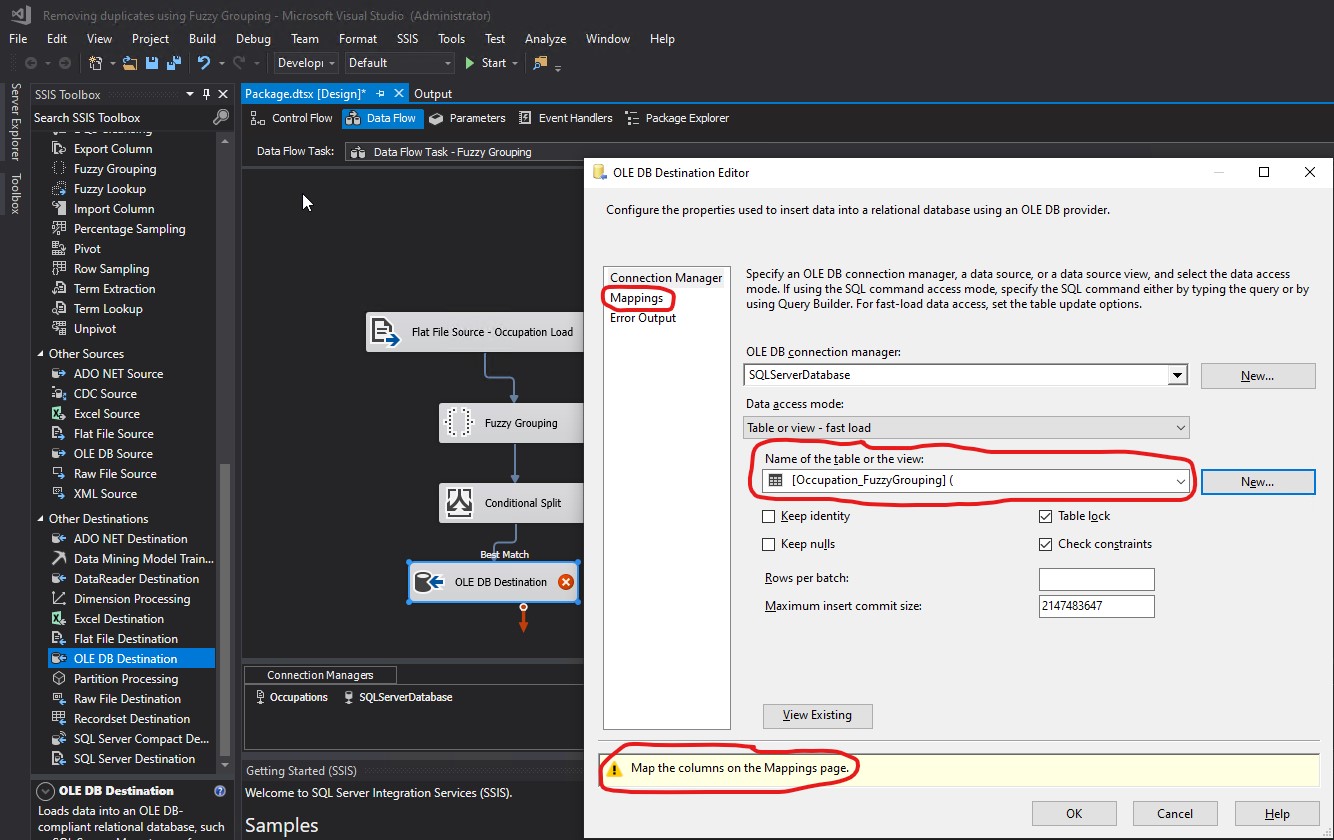 Removing duplicates using Fuzzy Grouping - Microsoft Visual Studio (Administrator)
File Edit View Project Build Debug Team Format SSIS Tools Test Analyze Window Help
Developi Default Start
Server Explorer
Toolbox
SSIS Toolbox
Search SSIS Toolbox
Export Column
Fuzzy Grouping
Fuzzy Lookup
Import Column
Percentage Sampling
Pivot
Row Sampling
Term Extraction
Term Lookup
Unpivot
Other Sources
ADO NET Source
CDC Source
Excel Source
Flat File Source
OLE DB Source
Raw File Source
XML Source
Other Destinations
ADO NET Destination
Data Mining Model Train...
DataReader Destination
Dimension Processing
Excel Destination
Flat File Destination
OLE DB Destination
Partition Processing
Raw File Destination
Recordset Destination
SQL Server Compact De...
SQL Server Destination
OLE DB Destination
Loads data into an OLE DB-
compliant relational database, such
Package.dtsx [Design]* Output
Control Flow Data Flow Parameters Event Handlers Package Explorer
Data Flow Task: Data Flow Task - Fuzzy Grouping
Flat File Source - Occupation Load
Fuzzy Grouping
Conditional Split
Best Match
OLE DB Destination
Connection Managers
Occupations SQLServerDatabase
Getting Started (SSIS)
Welcome to SQL Server Integration Services (SSIS).
Samples
OLE DB Destination Editor
Configure the properties used to insert data into a relational database using an OLE DB provider.
Connection Manager
Mappings
Error Output
Specify an OLE DB connection manager, a data source, or a data source view, and select the data access
mode. If using the SQL command access mode, specify the SQL command either by typing the query or by
using Query Builder. For fast-load data access, set the table update options.
OLE DB connection manager:
SQLServerDatabase New...
Data access mode:
Table or view - fast load
Name of the table or the view:
[Occupation_FuzzyGrouping] ( New...
Keep identity Table lock
Keep nulls Check constraints
Rows per batch:
Maximum insert commit size: 2147483647
View Existing
Map the columns on the Mappings page.
OK Cancel Help